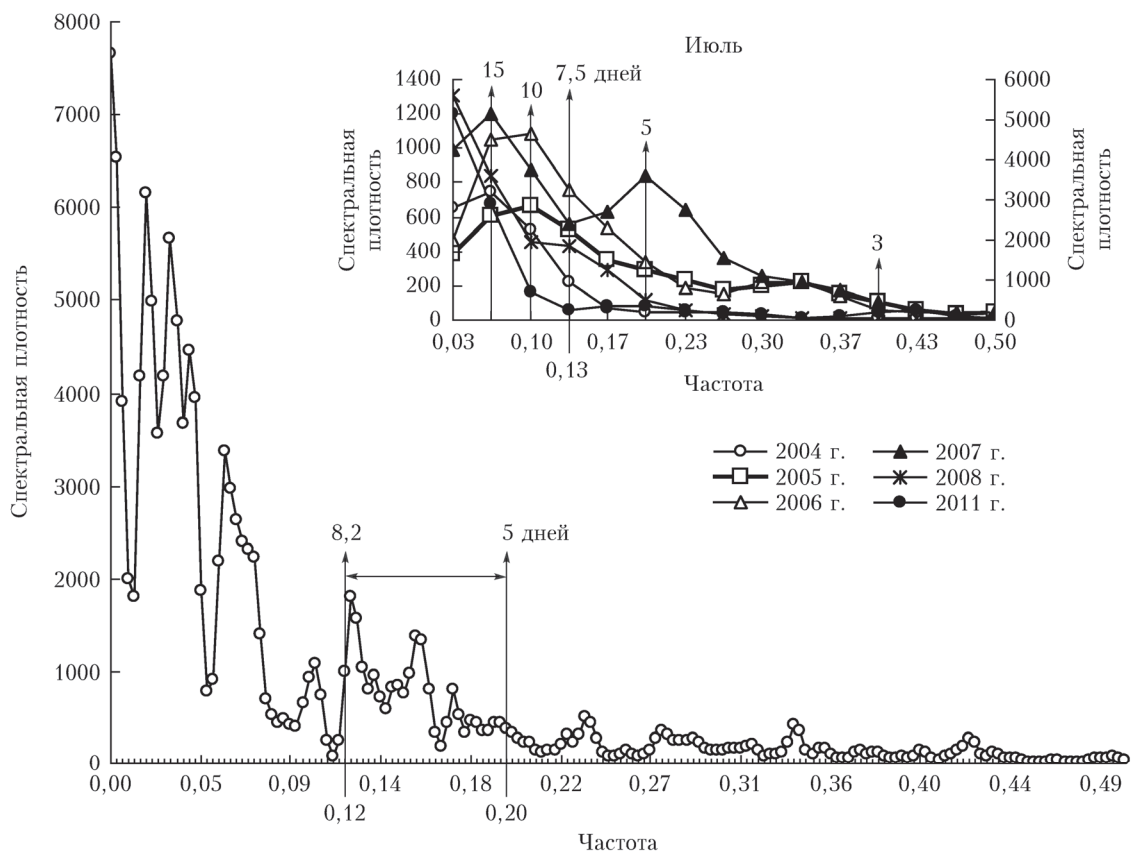 Июль
15
7,5 дней
10
5
3
1400
1200
1000
800
600
400
200
0
Спектральная
плотность
6000
5000
4000
3000
2000
1000
0
Спектральная
плотность
0,03 0,10 0,17 0,23 0,30 0,37 0,43 0,50
0,13
Частота
2004 г.
2005 г.
2006 г.
2007 г.
2008 г.
2011 г.
8000
7000
6000
5000
4000
3000
2000
1000
0
Спектральная плотность
8,2
5 дней
0,00 0,05 0,09 0,14 0,18 0,22 0,27 0,31 0,36 0,40 0,44 0,49
0,12 0,20
Частота